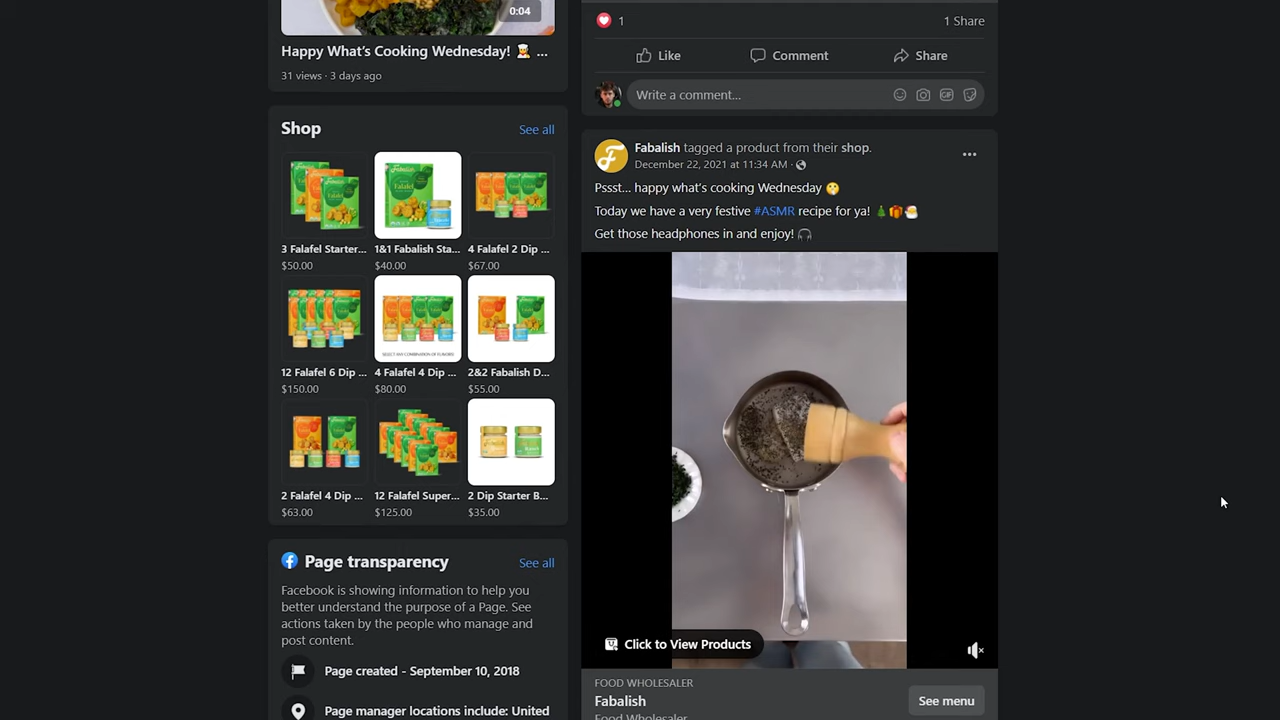 0:04
Happy What's Cooking Wednesday! 👩‍🍳 ...
31 views · 3 days ago
Shop
See all
3 Falafel Starter...
$50.00
1&1 Fabalish Sta...
$40.00
4 Falafel 2 Dip ...
$67.00
12 Falafel 6 Dip ...
$150.00
SELECT ANY COMBINATION OF FLAVORS!
4 Falafel 4 Dip ...
$80.00
2&2 Fabalish D...
$55.00
2 Falafel 4 Dip ...
$63.00
12 Falafel Super...
$125.00
2 Dip Starter B...
$35.00
Page transparency
See all
Facebook is showing information to help you
better understand the purpose of a Page. See
actions taken by the people who manage and
post content.
Page created - September 10, 2018
Page manager locations include: United
1
1 Share
Like
Comment
Share
Write a comment...
GIF
Fabalish tagged a product from their shop.
December 22, 2021 at 11:34 AM ·
Pssst... happy what's cooking Wednesday 🤫
Today we have a very festive #ASMR recipe for ya! 🎄🎁🎅
Get those headphones in and enjoy! 🎧
Click to View Products
FOOD WHOLESALER
Fabalish
Food Wholesaler
See menu